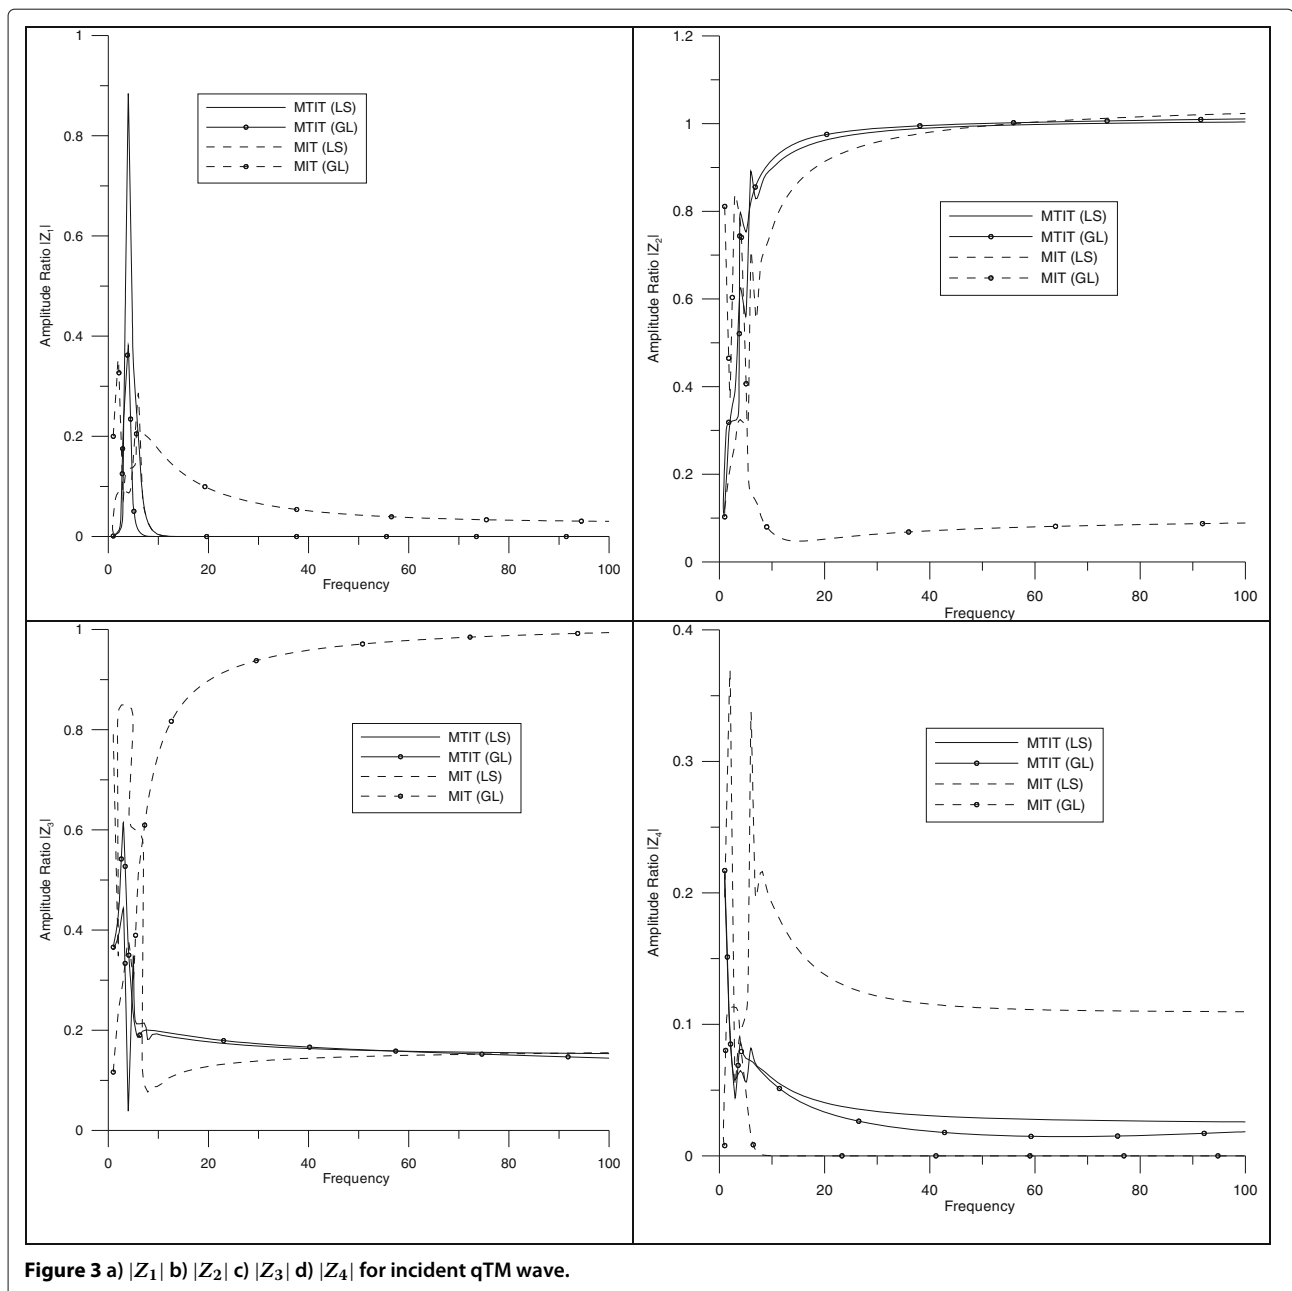 1
0.8
0.6
0.4
0.2
0
Amplitude Ratio |Z1|
MTIT (LS)
MTIT (GL)
MIT (LS)
MIT (GL)
0 20 40 60 80 100
Frequency
1.2
1
0.8
0.6
0.4
0.2
0
Amplitude Ratio |Z2|
MTIT (LS)
MTIT (GL)
MIT (LS)
MIT (GL)
0 20 40 60 80 100
Frequency
1
0.8
0.6
0.4
0.2
0
Amplitude Ratio |Z3|
MTIT (LS)
MTIT (GL)
MIT (LS)
MIT (GL)
0 20 40 60 80 100
Frequency
0.4
0.3
0.2
0.1
0
Amplitude Ratio |Z4|
MTIT (LS)
MTIT (GL)
MIT (LS)
MIT (GL)
0 20 40 60 80 100
Frequency
Figure 3 a) |Z1| b) |Z2| c) |Z3| d) |Z4| for incident qTM wave.